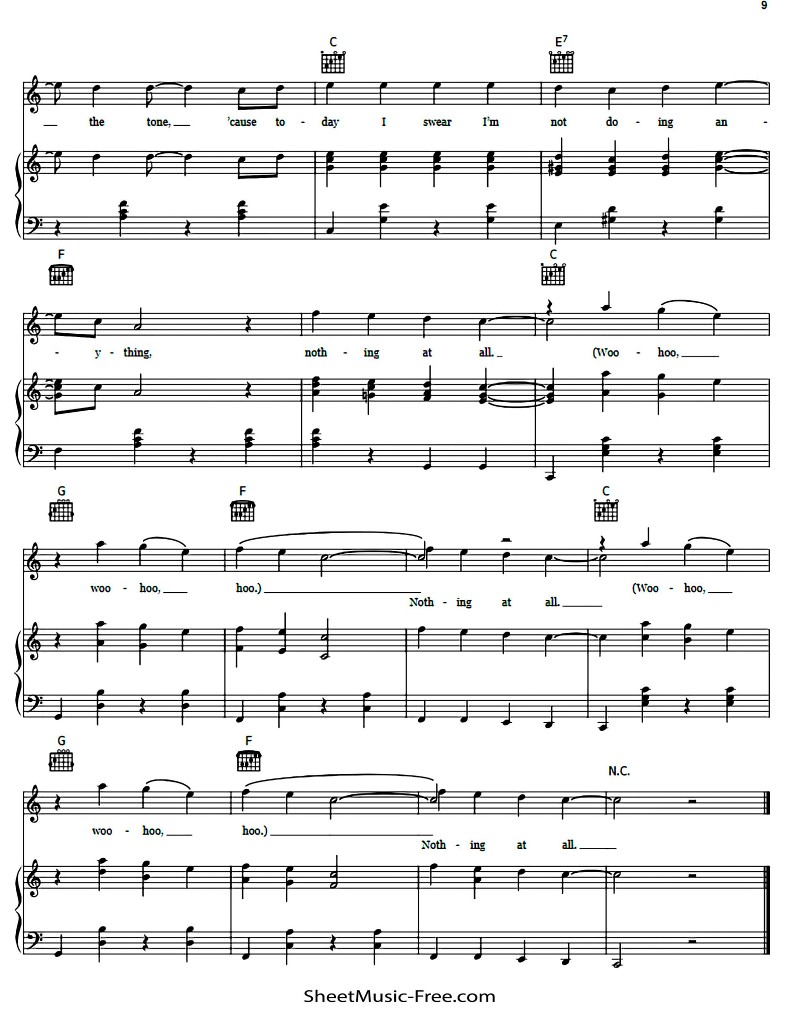 9
C E7
the tone, 'cause to - day I swear I'm not do - ing an -
F C
- y - thing, noth - ing at all. (Woo - hoo,
G F C
woo - hoo, hoo.) (Woo - hoo,
Noth - ing at all.
G F N.C.
woo - hoo, hoo.)
Noth - ing at all.
SheetMusic-Free.com